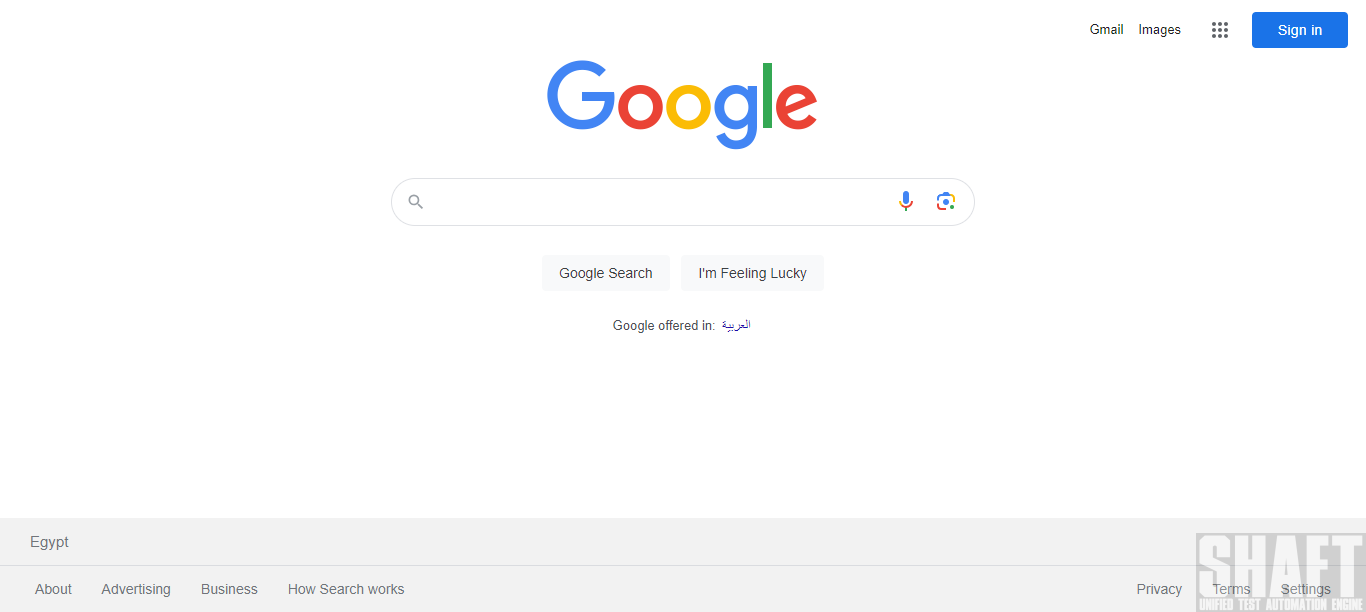 Gmail Images Sign in
Google
Google Search I'm Feeling Lucky
Google offered in: العربية
Egypt
About Advertising Business How Search works Privacy Terms Settings
SHAFT
UNIFIED TEST AUTOMATION ENGINE